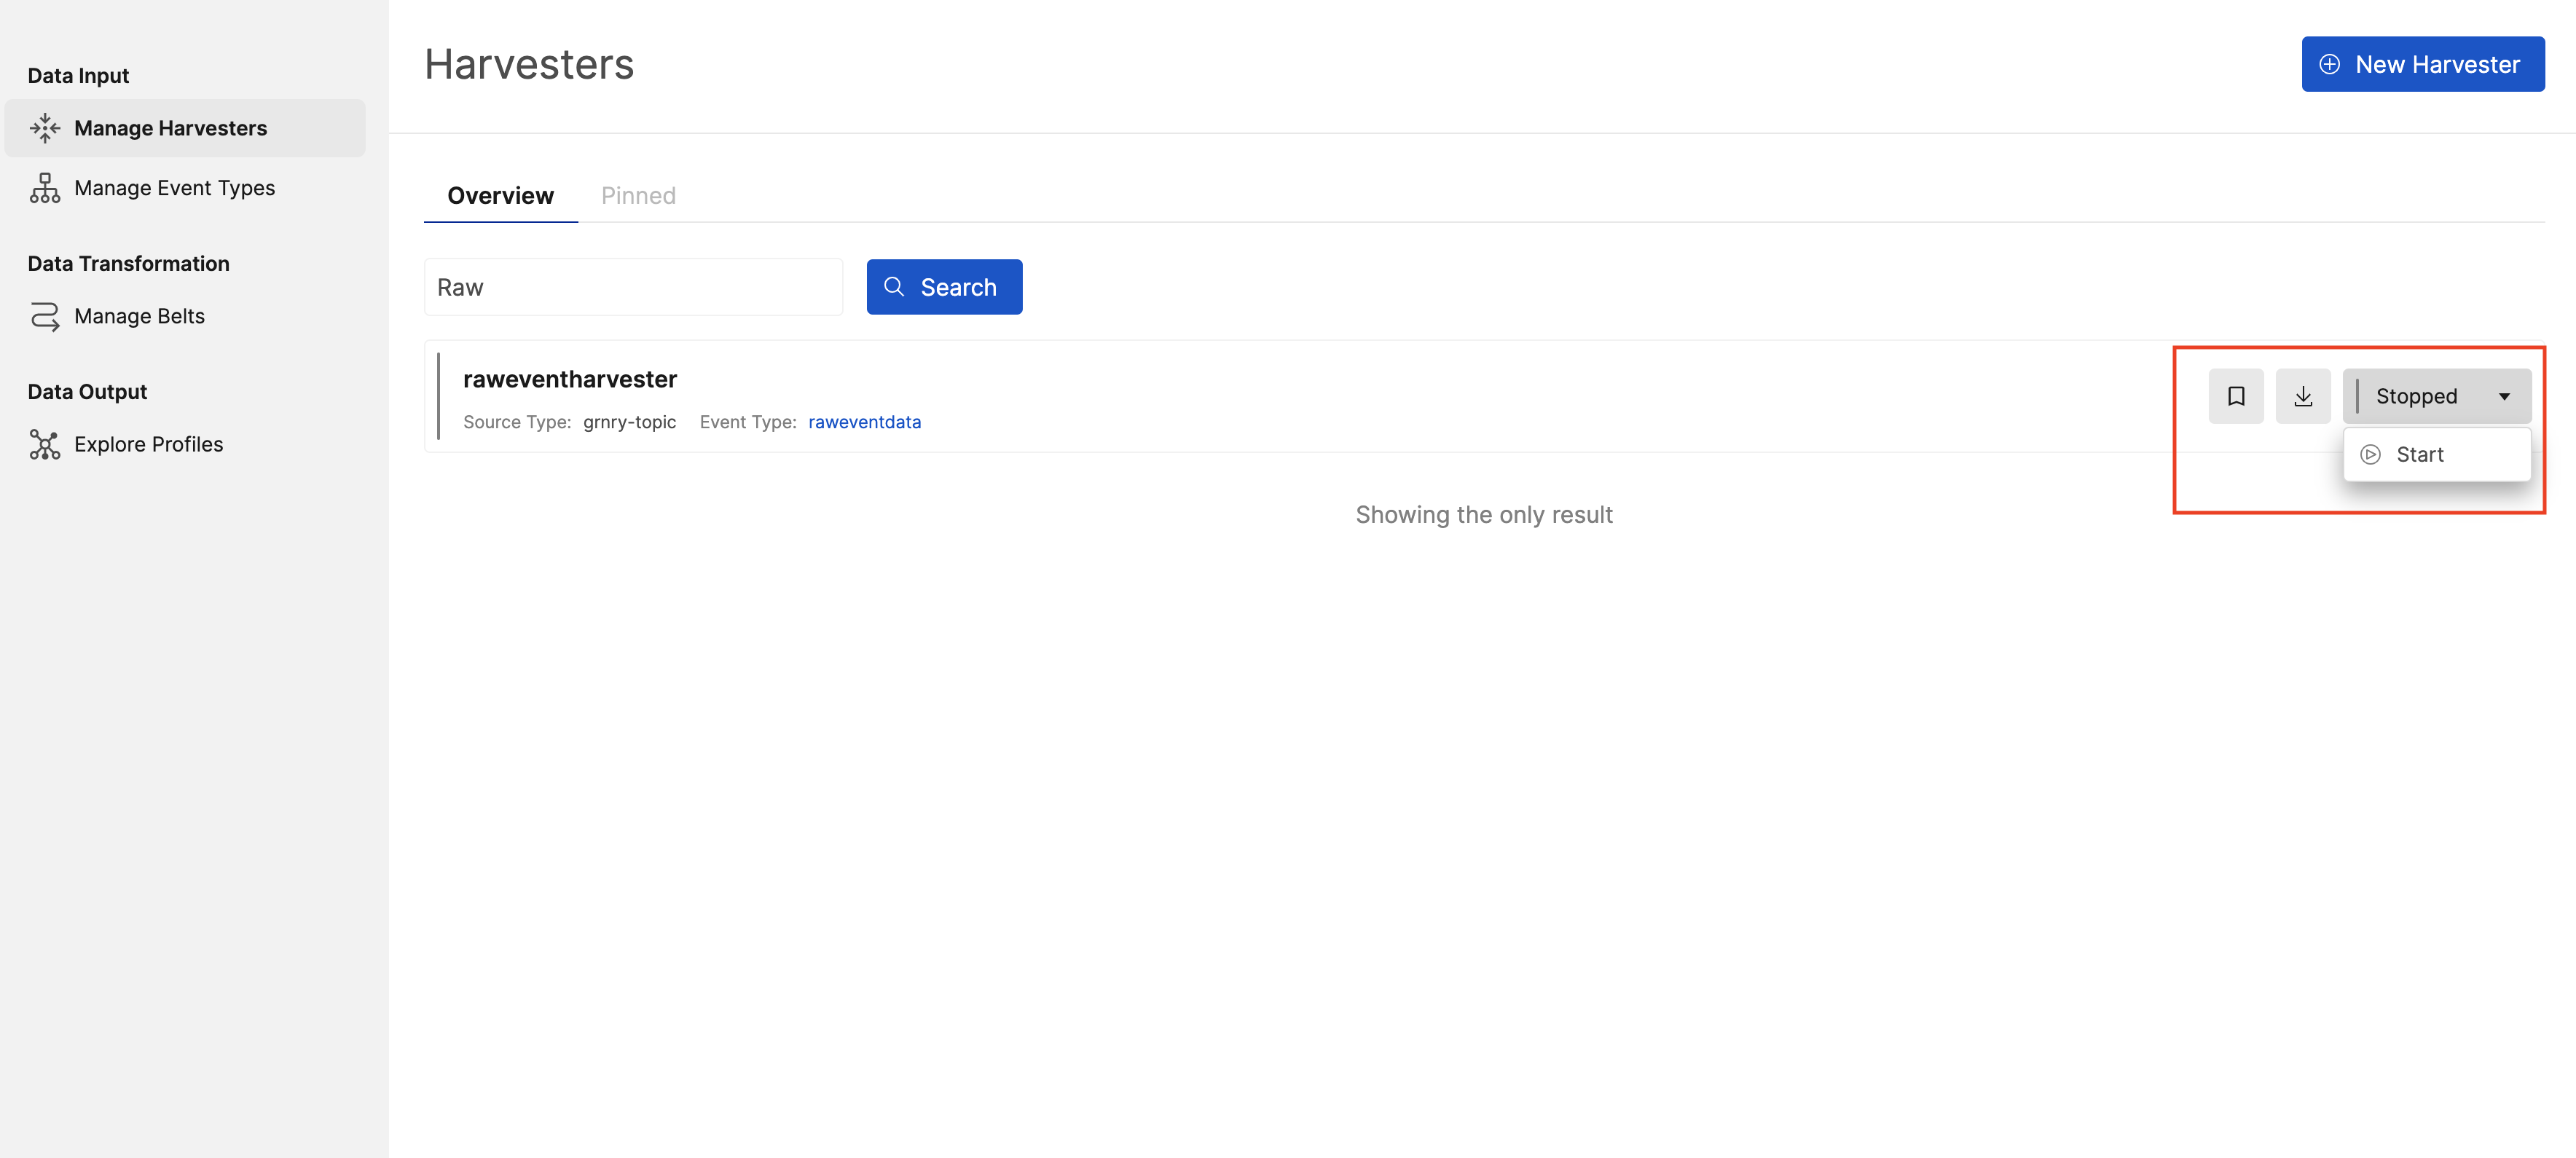 Data Input
Manage Harvesters
Manage Event Types
Data Transformation
Manage Belts
Data Output
Explore Profiles
Harvesters
New Harvester
Overview Pinned
Raw Search
raweventharvester
Source Type: grnry-topic Event Type: raweventdata
Stopped
Start
Showing the only result